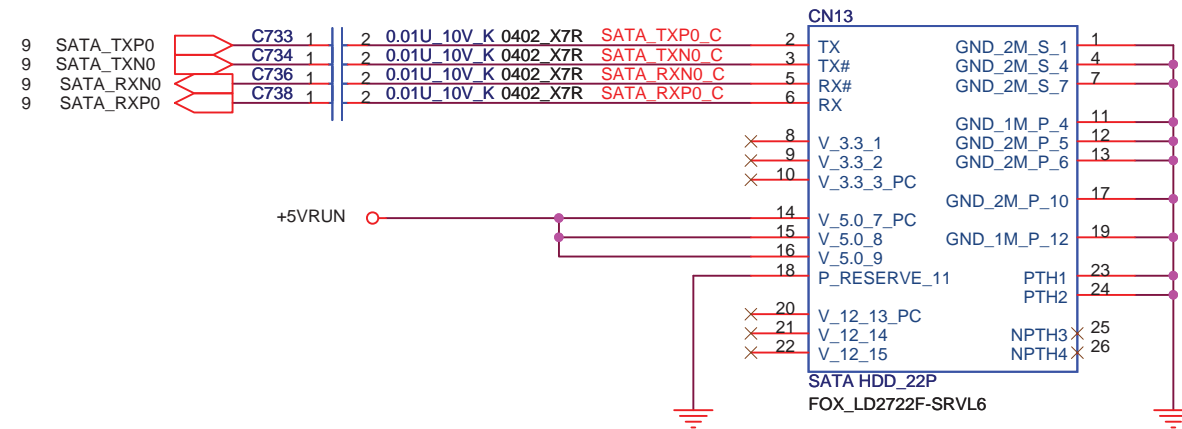 CN13
9 SATA_TXP0 C733 1 2 0.01U_10V_K 0402_X7R SATA_TXP0_C 2 TX GND_2M_S_1 1
9 SATA_TXN0 C734 1 2 0.01U_10V_K 0402_X7R SATA_TXN0_C 3 TX# GND_2M_S_4 4
9 SATA_RXN0 C736 1 2 0.01U_10V_K 0402_X7R SATA_RXN0_C 5 RX# GND_2M_S_7 7
9 SATA_RXP0 C738 1 2 0.01U_10V_K 0402_X7R SATA_RXP0_C 6 RX
GND_1M_P_4 11
8 V_3.3_1 GND_2M_P_5 12
9 V_3.3_2 GND_2M_P_6 13
10 V_3.3_3_PC
GND_2M_P_10 17
+5VRUN 14 V_5.0_7_PC
15 V_5.0_8 GND_1M_P_12 19
16 V_5.0_9
18 P_RESERVE_11 PTH1 23
PTH2 24
20 V_12_13_PC
21 V_12_14 NPTH3 25
22 V_12_15 NPTH4 26
SATA HDD_22P
FOX_LD2722F-SRVL6